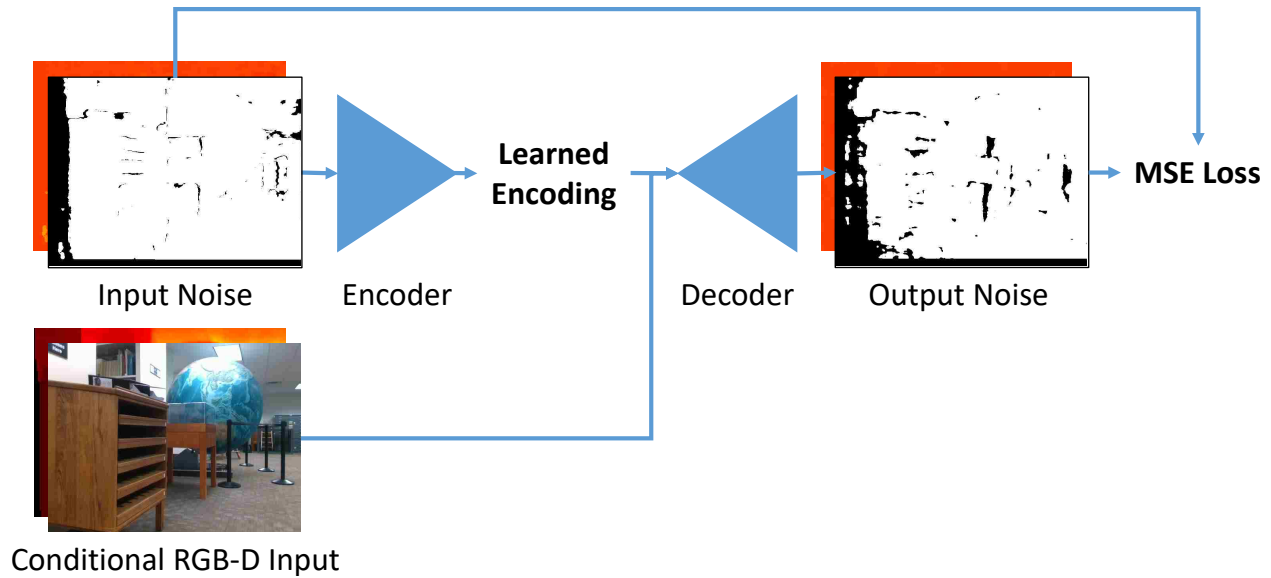 Learned
Encoding
MSE Loss
Input Noise
Encoder
Decoder
Output Noise
Conditional RGB-D Input